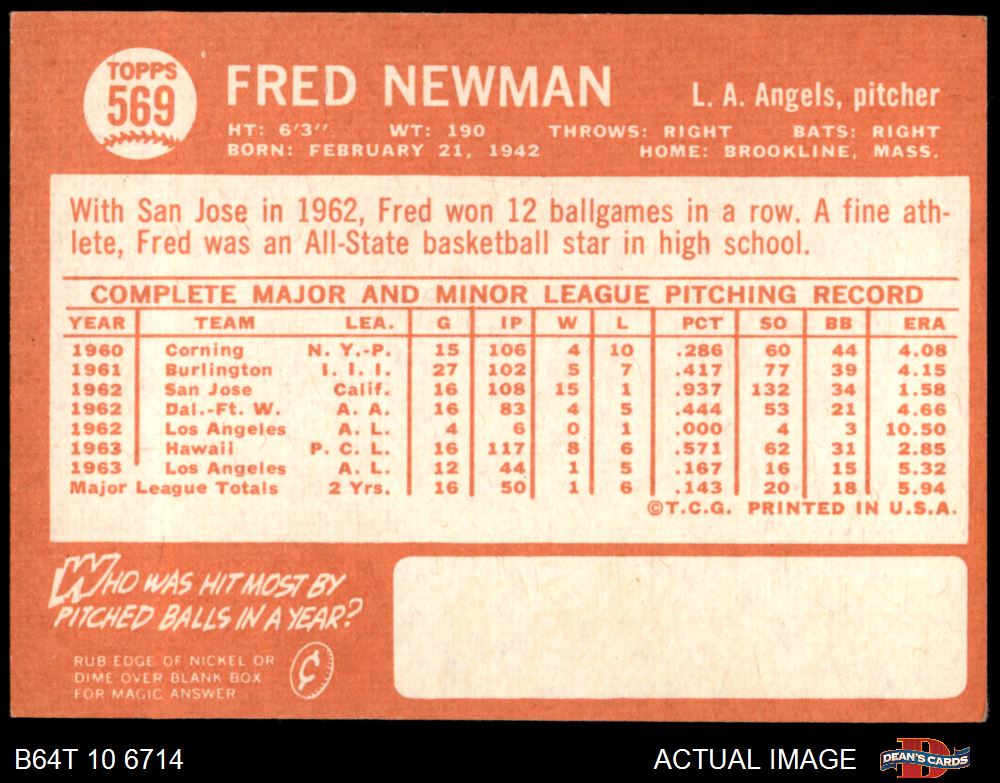 TOPPS
569
FRED NEWMAN
L. A. Angels, pitcher
HT: 6'3" WT: 190 THROWS: RIGHT BATS: RIGHT
BORN: FEBRUARY 21, 1942 HOME: BROOKLINE, MASS.
With San Jose in 1962, Fred won 12 ballgames in a row. A fine ath-
lete, Fred was an All-State basketball star in high school.
COMPLETE MAJOR AND MINOR LEAGUE PITCHING RECORD
YEAR TEAM LEA. G IP W L PCT SO BB ERA
1960 Corning N. Y.-P. 15 106 4 10 .286 60 44 4.08
1961 Burlington I. I. I. 27 102 5 7 .417 77 39 4.15
1962 San Jose Calif. 16 108 15 1 .937 132 34 1.58
1962 Dal.-Ft. W. A. A. 16 83 4 5 .444 53 21 4.66
1962 Los Angeles A. L. 4 6 0 1 .000 4 3 10.50
1963 Hawaii P. C. L. 16 117 8 6 .571 62 31 2.85
1963 Los Angeles A. L. 12 44 1 5 .167 16 15 5.32
Major League Totals 2 Yrs. 16 50 1 6 .143 20 18 5.94
©T.C.G. PRINTED IN U.S.A.
WHO WAS HIT MOST BY
PITCHED BALLS IN A YEAR?
RUB EDGE OF NICKEL OR
DIME OVER BLANK BOX
FOR MAGIC ANSWER
¢
B64T 10 6714
ACTUAL IMAGE
D
DEAN'S CARDS